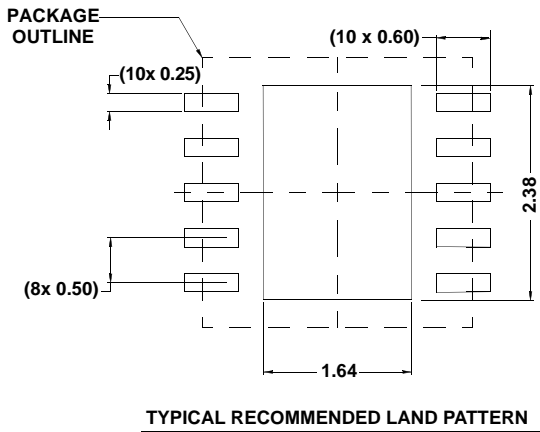 PACKAGE
OUTLINE
(10 x 0.60)
(10x 0.25)
2.38
(8x 0.50)
1.64
TYPICAL RECOMMENDED LAND PATTERN